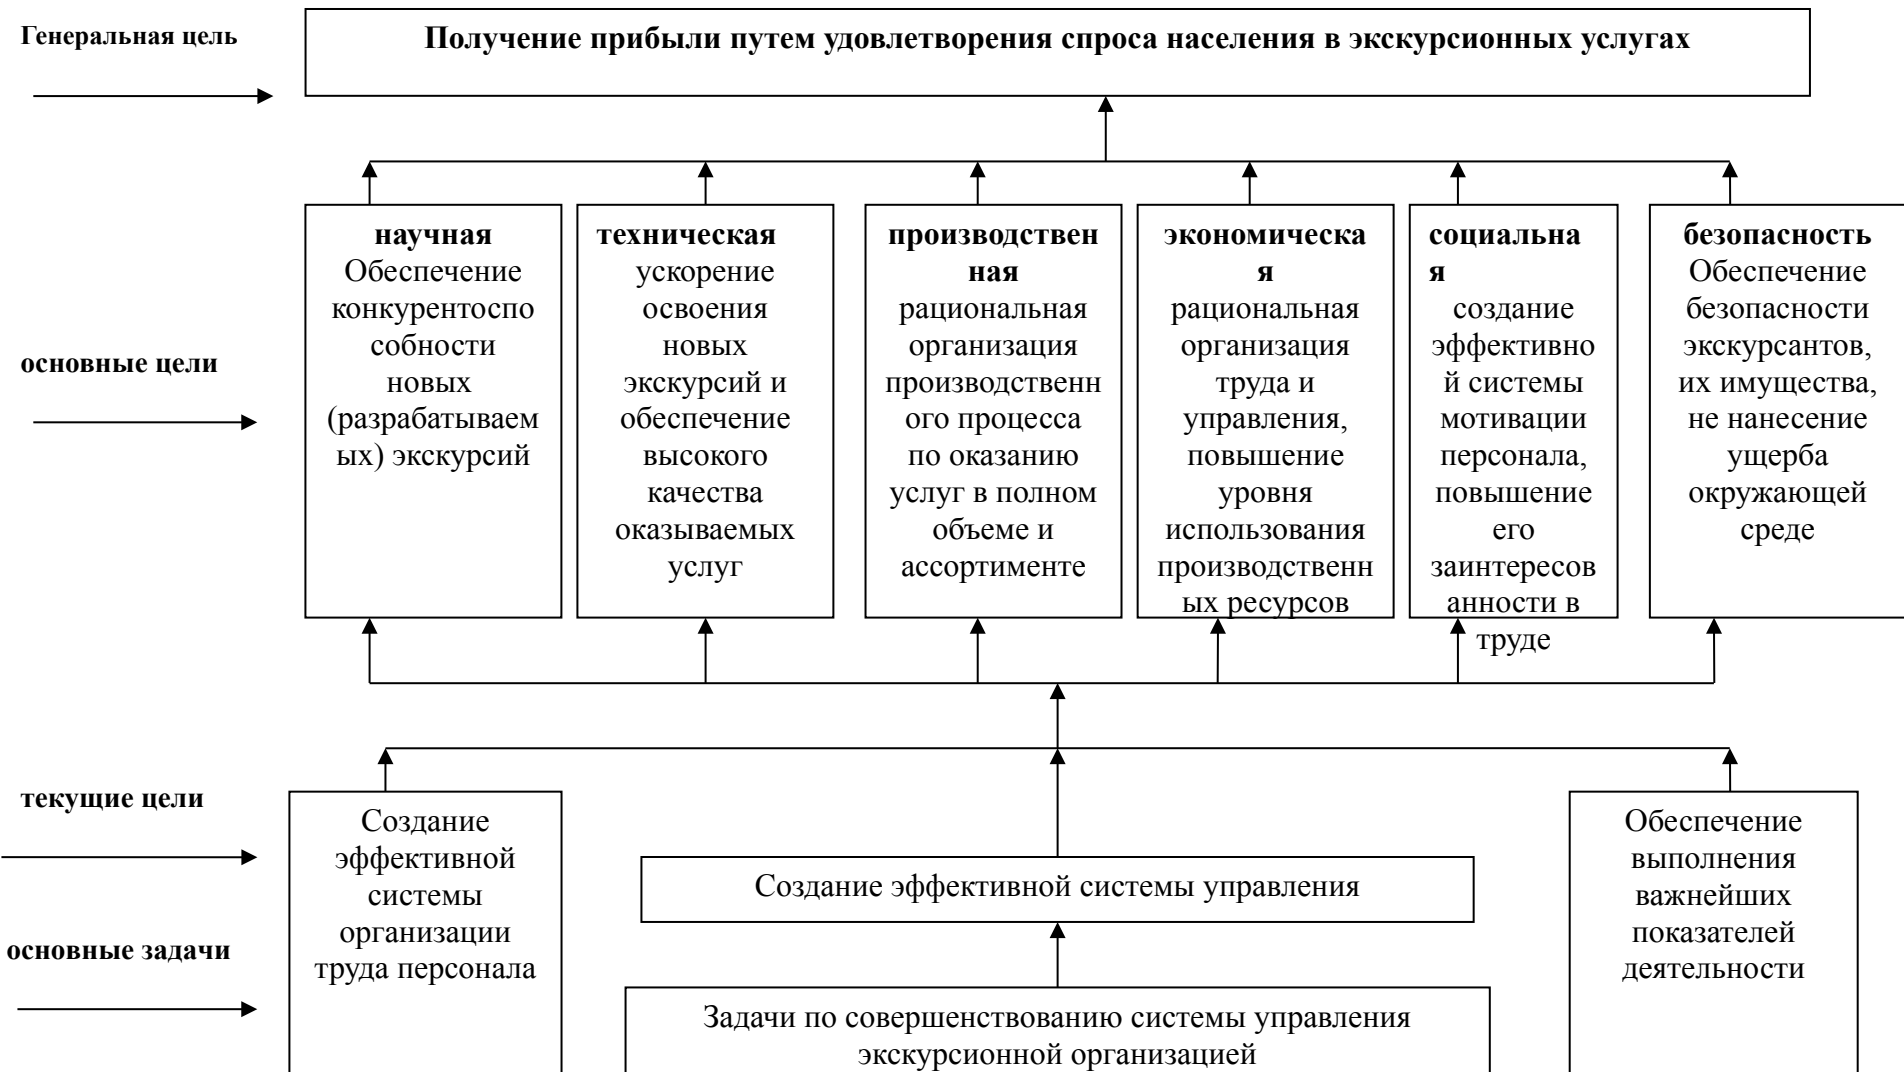 Генеральная цель
Получение прибыли путем удовлетворения спроса населения в экскурсионных услугах
основные цели
научная
Обеспечение
конкурентоспо
собности
новых
(разрабатываем
ых) экскурсий
техническая
ускорение
освоения
новых
экскурсий и
обеспечение
высокого
качества
оказываемых
услуг
производствен
ная
рациональная
организация
производственн
ого процесса
по оказанию
услуг в полном
объеме и
ассортименте
экономическа
я
рациональная
организация
труда и
управления,
повышение
уровня
использования
производственн
ых ресурсов
социальна
я
создание
эффективно
й системы
мотивации
персонала,
повышение
его
заинтересов
анности в
труде
безопасность
Обеспечение
безопасности
экскурсантов,
их имущества,
не нанесение
ущерба
окружающей
среде
текущие цели
Создание
эффективной
системы
организации
труда персонала
Создание эффективной системы управления
Обеспечение
выполнения
важнейших
показателей
деятельности
основные задачи
Задачи по совершенствованию системы управления
экскурсионной организацией